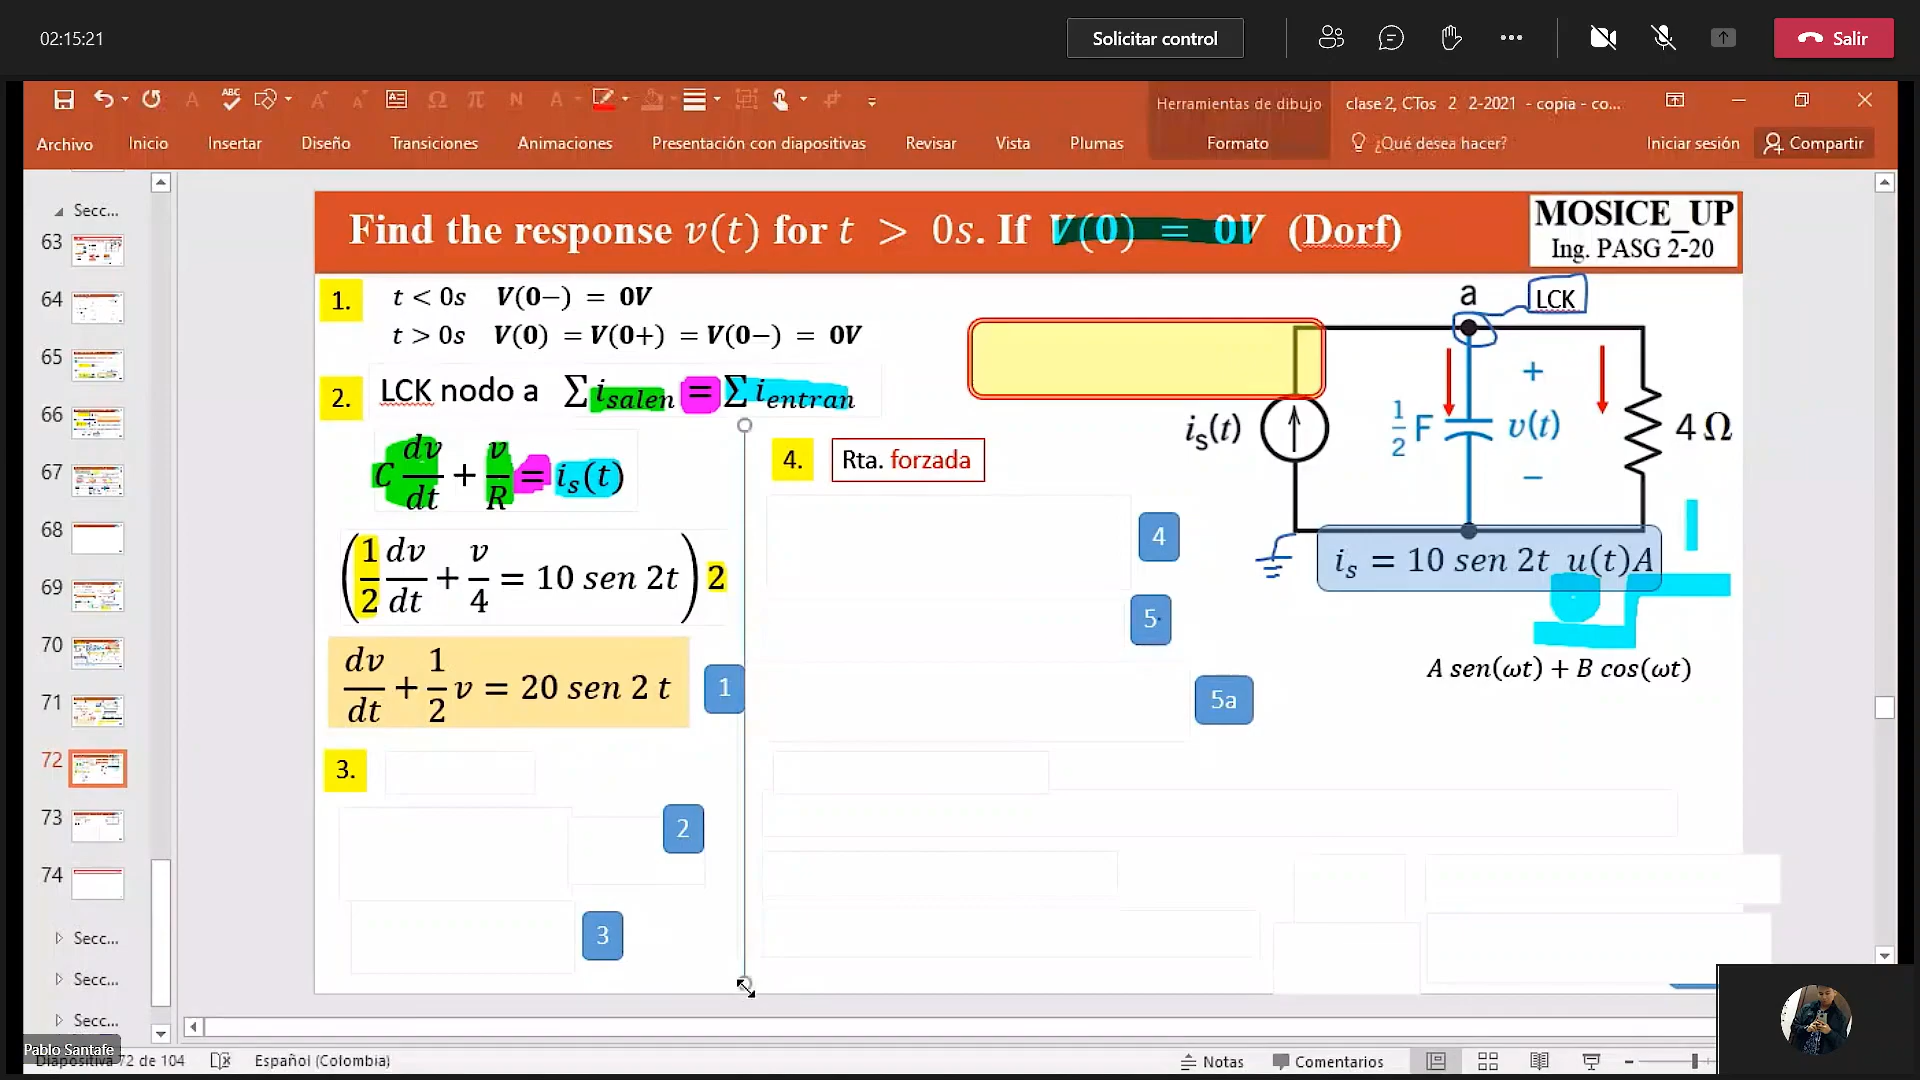 02:15:21
Solicitar control
Salir
Herramientas de dibujo
clase 2, CTos 2 2-2021 - copia - co...
Archivo
Inicio
Insertar
Diseño
Transiciones
Animaciones
Presentación con diapositivas
Revisar
Vista
Plumas
Formato
¿Qué desea hacer?
Iniciar sesión
Compartir
Secc...
63
64
65
66
67
68
69
70
71
72
73
74
Secc...
Secc...
Secc...
Find the response v(t) for t > 0s. If V(0) = 0V (Dorf)
MOSICE_UP
Ing. PASG 2-20
1.
t < 0s V(0−) = 0V
t > 0s V(0) = V(0+) = V(0−) = 0V
2.
LCK nodo a ∑ i_salen = ∑ i_entran
C dv/dt + v/R = i_s(t)
(1/2 dv/dt + v/4 = 10 sen 2t) 2
dv/dt + 1/2 v = 20 sen 2 t
1
3.
2
3
4.
Rta. forzada
4
5
5a
a
LCK
i_s(t)
1/2 F
+
v(t)
−
4 Ω
i_s = 10 sen 2t u(t)A
1
0
A sen(ωt) + B cos(ωt)
Pablo Santafe
Diapositiva 72 de 104
Español (Colombia)
Notas
Comentarios